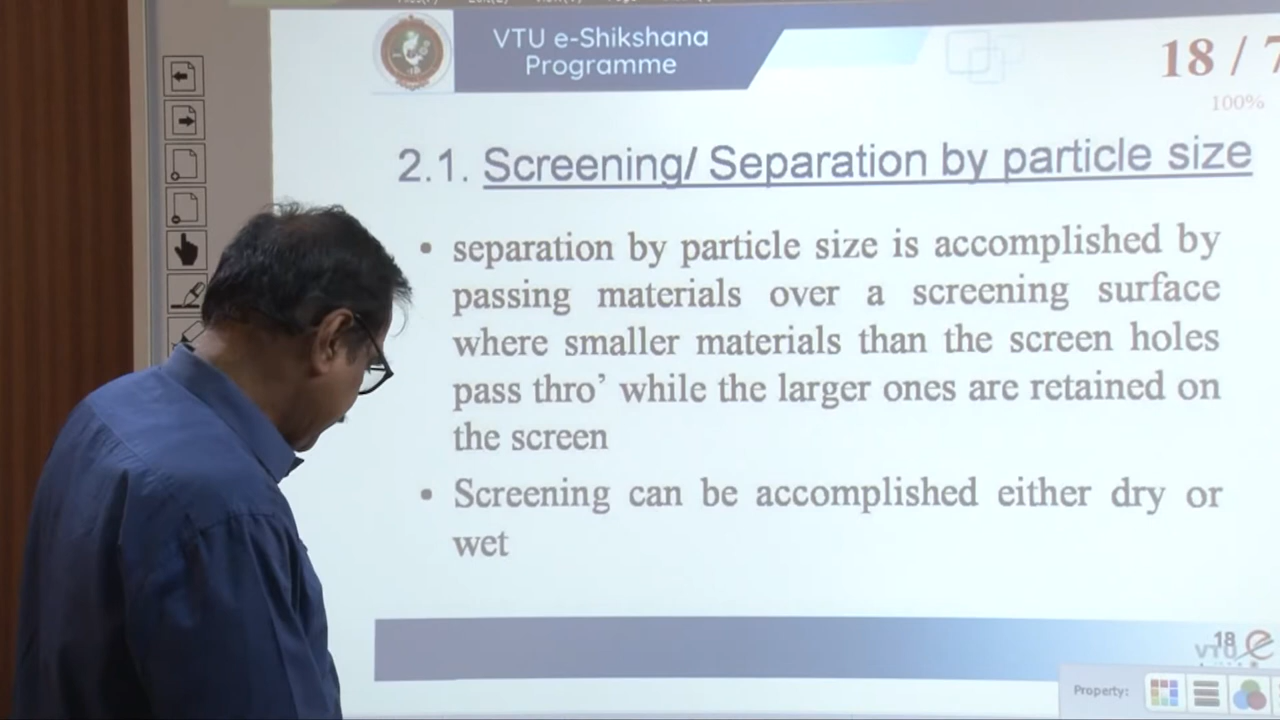 VTU e-Shikshana
Programme
18 / 7
100%
2.1. Screening/ Separation by particle size
• separation by particle size is accomplished by
passing materials over a screening surface
where smaller materials than the screen holes
pass thro’ while the larger ones are retained on
the screen
• Screening can be accomplished either dry or
wet
18
VTU e
Property: